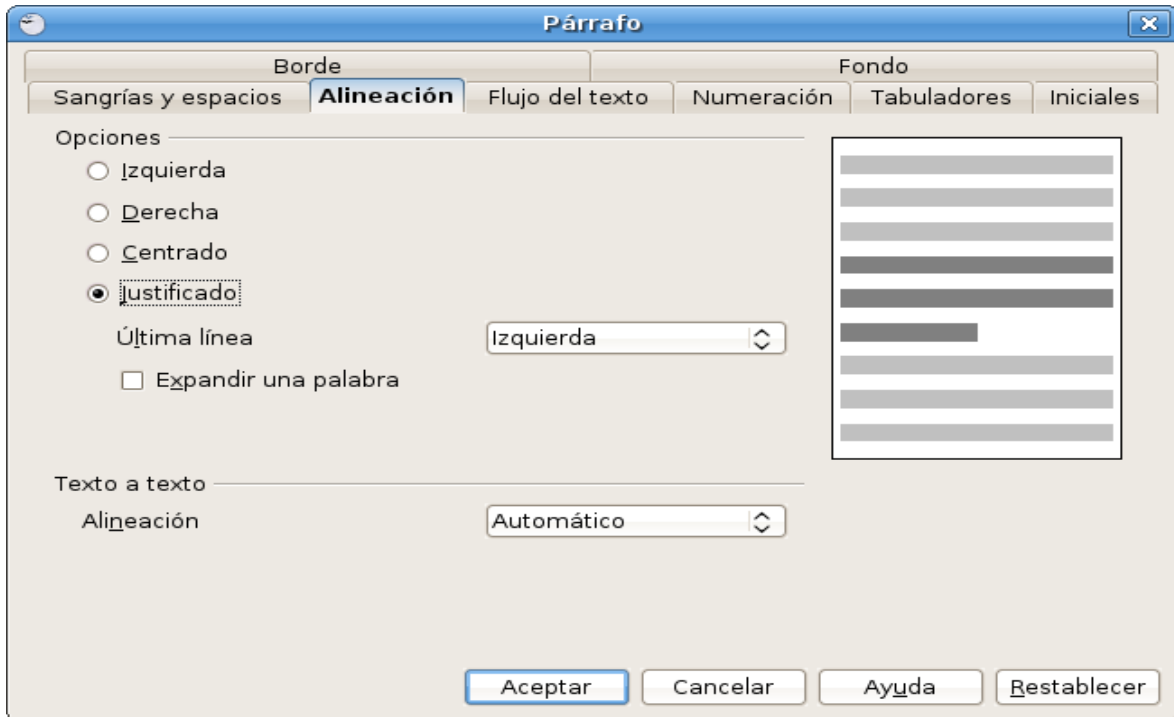 Párrafo
Borde Fondo
Sangrías y espacios Alineación Flujo del texto Numeración Tabuladores Iniciales
Opciones
Izquierda
Derecha
Centrado
Justificado
Última línea Izquierda
Expandir una palabra
Texto a texto
Alineación Automático
Aceptar Cancelar Ayuda Restablecer